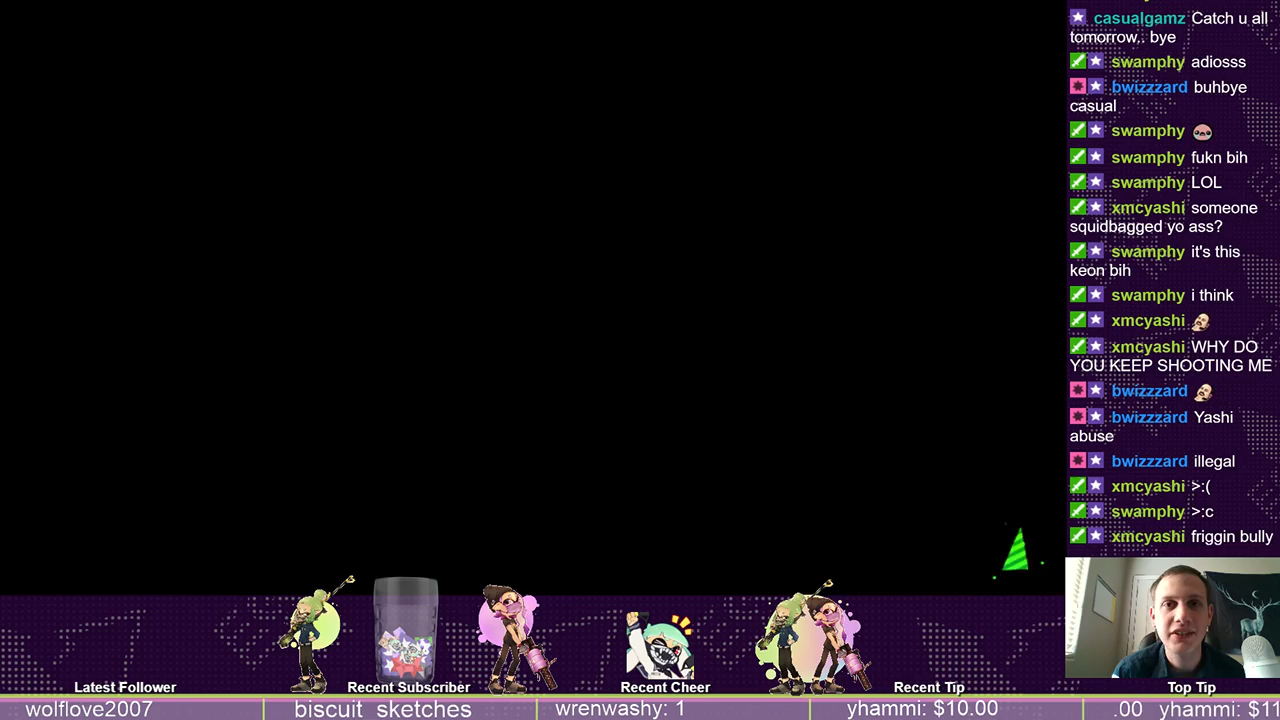 casualgamz Catch u all
tomorrow.. bye
swamphy adiosss
bwizzzard buhbye
casual
swamphy
swamphy fukn bih
swamphy LOL
xmcyashi someone
squidbagged yo ass?
swamphy it's this
keon bih
swamphy i think
xmcyashi
xmcyashi WHY DO
YOU KEEP SHOOTING ME
bwizzzard
bwizzzard Yashi
abuse
bwizzzard illegal
xmcyashi >:(
swamphy >:c
xmcyashi friggin bully
Latest Follower
Recent Subscriber
Recent Cheer
Recent Tip
Top Tip
wolflove2007
biscuit_sketches
wrenwashy: 1
yhammi: $10.00
.00 yhammi: $11